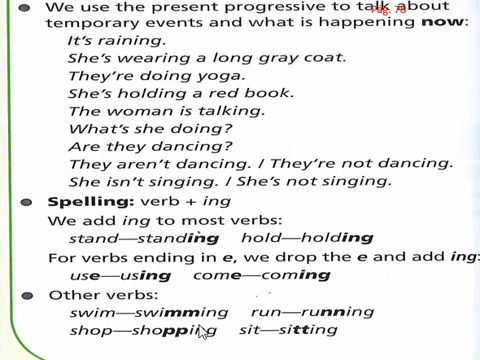 We use the present progressive to talk about
Pag. 78
temporary events and what is happening now:
It's raining.
She's wearing a long gray coat.
They're doing yoga.
She's holding a red book.
The woman is talking.
What's she doing?
Are they dancing?
They aren't dancing. / They're not dancing.
She isn't singing. / She's not singing.
Spelling: verb + ing
We add ing to most verbs:
stand—standing hold—holding
For verbs ending in e, we drop the e and add ing:
use—using come—coming
Other verbs:
swim—swimming run—running
shop—shopping sit—sitting